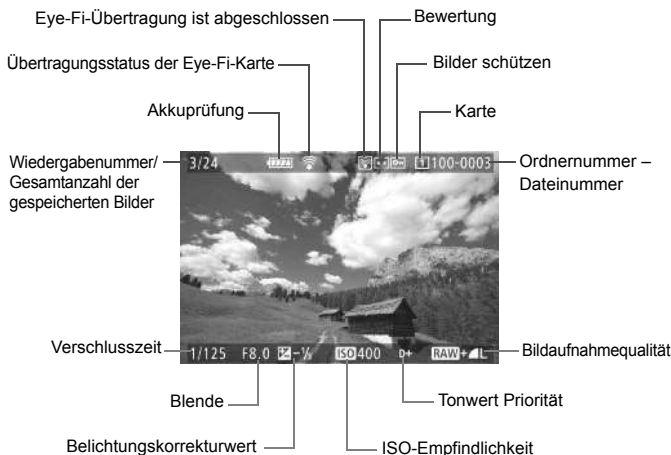 Eye-Fi-Übertragung ist abgeschlossen
Bewertung
Übertragungsstatus der Eye-Fi-Karte
Bilder schützen
Akkuprüfung
Karte
Wiedergabenummer/
Gesamtanzahl der
gespeicherten Bilder
3/24
1 100-0003
Ordnernummer –
Dateinummer
Verschlusszeit
1/125 F8.0 -⅓ ISO 400 D+ RAW+ L
Bildaufnahmequalität
Blende
Tonwert Priorität
Belichtungskorrekturwert
ISO-Empfindlichkeit